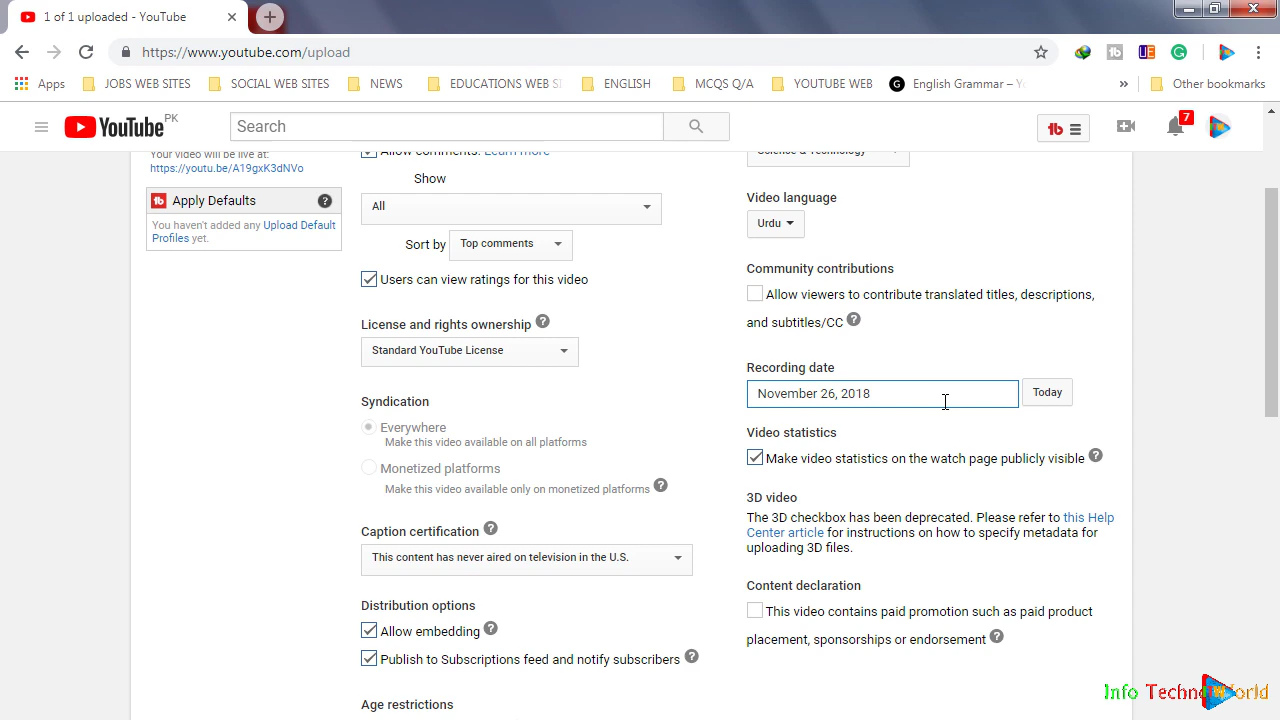 1 of 1 uploaded - YouTube
https://www.youtube.com/upload
Apps
JOBS WEB SITES
SOCIAL WEB SITES
NEWS
EDUCATIONS WEB SI
ENGLISH
MCQS Q/A
YOUTUBE WEB
English Grammar – Yo
»
Other bookmarks
YouTube PK
Search
7
Your video will be live at:
https://youtu.be/A19gxK3dNVo
Apply Defaults
You haven't added any Upload Default
Profiles yet.
Allow comments. Learn more
Show
All
Sort by
Top comments
Users can view ratings for this video
License and rights ownership
Standard YouTube License
Syndication
Everywhere
Make this video available on all platforms
Monetized platforms
Make this video available only on monetized platforms
Caption certification
This content has never aired on television in the U.S.
Distribution options
Allow embedding
Publish to Subscriptions feed and notify subscribers
Age restrictions
Science & Technology
Video language
Urdu
Community contributions
Allow viewers to contribute translated titles, descriptions,
and subtitles/CC
Recording date
November 26, 2018
Today
Video statistics
Make video statistics on the watch page publicly visible
3D video
The 3D checkbox has been deprecated. Please refer to this Help
Center article for instructions on how to specify metadata for
uploading 3D files.
Content declaration
This video contains paid promotion such as paid product
placement, sponsorships or endorsement
Info Techno World